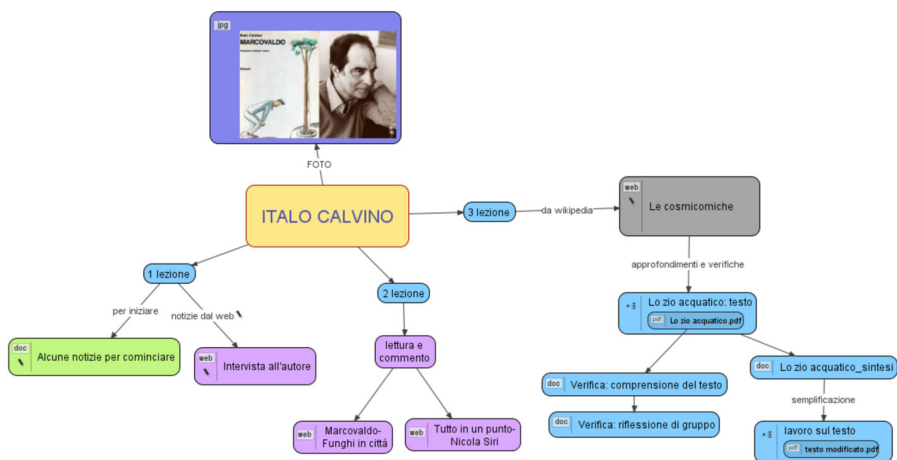 jpg
Italo Calvino
MARCOVALDO
Einaudi
FOTO
ITALO CALVINO
3 lezione
da wikipedia
web
Le cosmicomiche
1 lezione
2 lezione
approfondimenti e verifiche
per iniziare
notizie dal web
Lo zio acquatico: testo
pdf Lo zio acquatico.pdf
doc
Alcune notizie per cominciare
web
Intervista all'autore
lettura e
commento
doc Verifica: comprensione del testo
doc Lo zio acquatico_sintesi
semplificazione
doc Verifica: riflessione di gruppo
web Marcovaldo-
Funghi in città
web Tutto in un punto-
Nicola Siri
lavoro sul testo
pdf testo modificato.pdf